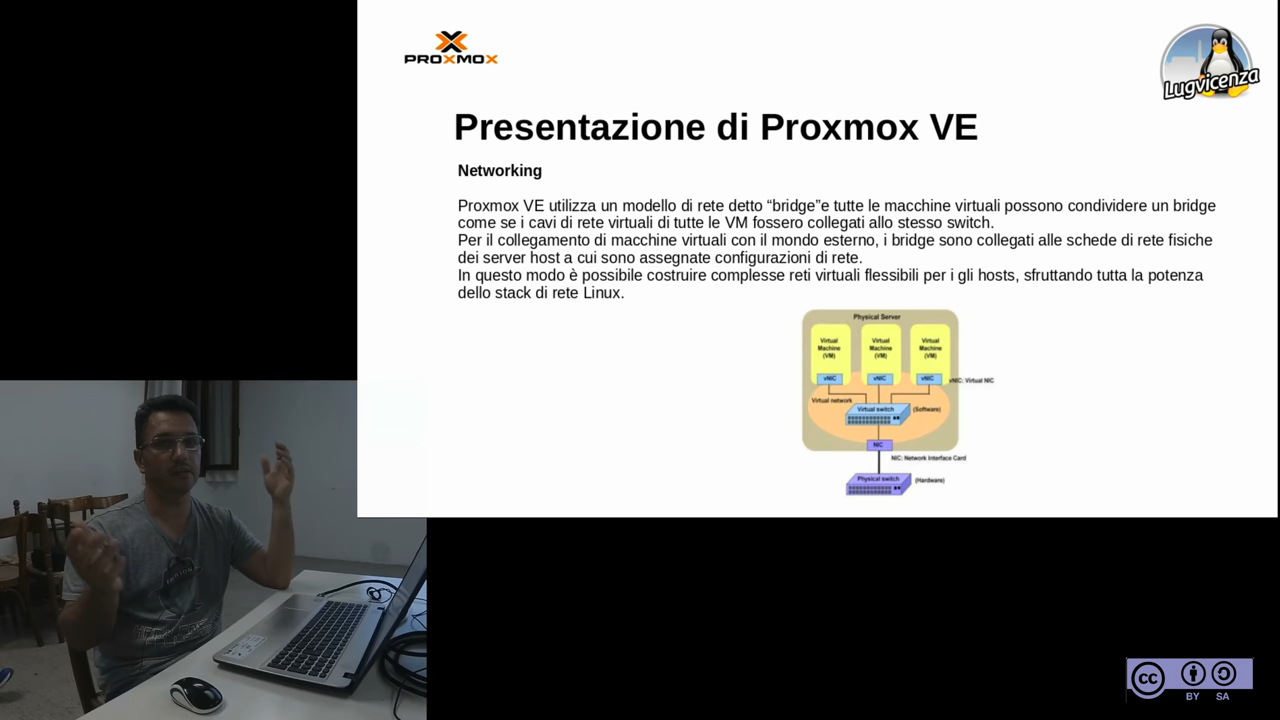 PROXMOX
Lugvicenza
Presentazione di Proxmox VE
Networking
Proxmox VE utilizza un modello di rete detto “bridge”e tutte le macchine virtuali possono condividere un bridge
come se i cavi di rete virtuali di tutte le VM fossero collegati allo stesso switch.
Per il collegamento di macchine virtuali con il mondo esterno, i bridge sono collegati alle schede di rete fisiche
dei server host a cui sono assegnate configurazioni di rete.
In questo modo è possibile costruire complesse reti virtuali flessibili per i gli hosts, sfruttando tutta la potenza
dello stack di rete Linux.
Physical Server
Virtual Machine (VM)
Virtual Machine (VM)
Virtual Machine (VM)
vNIC
vNIC
vNIC
vNIC: Virtual NIC
Virtual network
Virtual switch
(Software)
NIC
NIC: Network Interface Card
Physical switch
(Hardware)
cc
BY SA